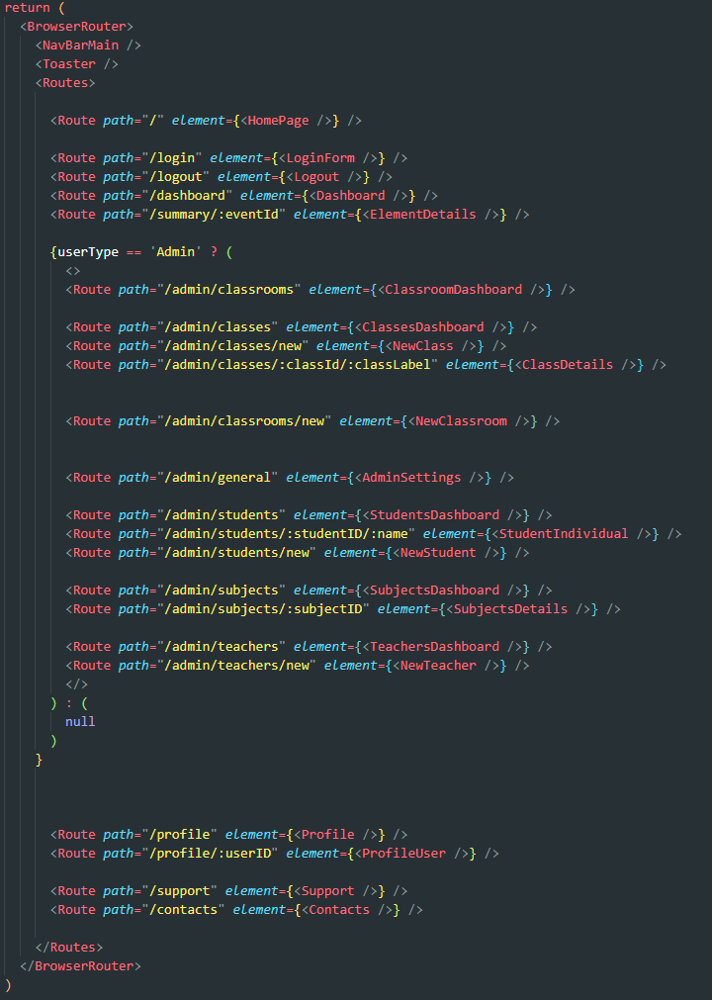 return (
<BrowserRouter>
<NavBarMain />
<Toaster />
<Routes>
<Route path="/" element={<HomePage />} />
<Route path="/login" element={<LoginForm />} />
<Route path="/logout" element={<Logout />} />
<Route path="/dashboard" element={<Dashboard />} />
<Route path="/summary/:eventId" element={<ElementDetails />} />
{userType == 'Admin' ? (
<>
<Route path="/admin/classrooms" element={<ClassroomDashboard />} />
<Route path="/admin/classes" element={<ClassesDashboard />} />
<Route path="/admin/classes/new" element={<NewClass />} />
<Route path="/admin/classes/:classId/:classLabel" element={<ClassDetails />} />
<Route path="/admin/classrooms/new" element={<NewClassroom />} />
<Route path="/admin/general" element={<AdminSettings />} />
<Route path="/admin/students" element={<StudentsDashboard />} />
<Route path="/admin/students/:studentID/:name" element={<StudentIndividual />} />
<Route path="/admin/students/new" element={<NewStudent />} />
<Route path="/admin/subjects" element={<SubjectsDashboard />} />
<Route path="/admin/subjects/:subjectID" element={<SubjectsDetails />} />
<Route path="/admin/teachers" element={<TeachersDashboard />} />
<Route path="/admin/teachers/new" element={<NewTeacher />} />
</>
) : (
null
)
}
<Route path="/profile" element={<Profile />} />
<Route path="/profile/:userID" element={<ProfileUser />} />
<Route path="/support" element={<Support />} />
<Route path="/contacts" element={<Contacts />} />
</Routes>
</BrowserRouter>
)